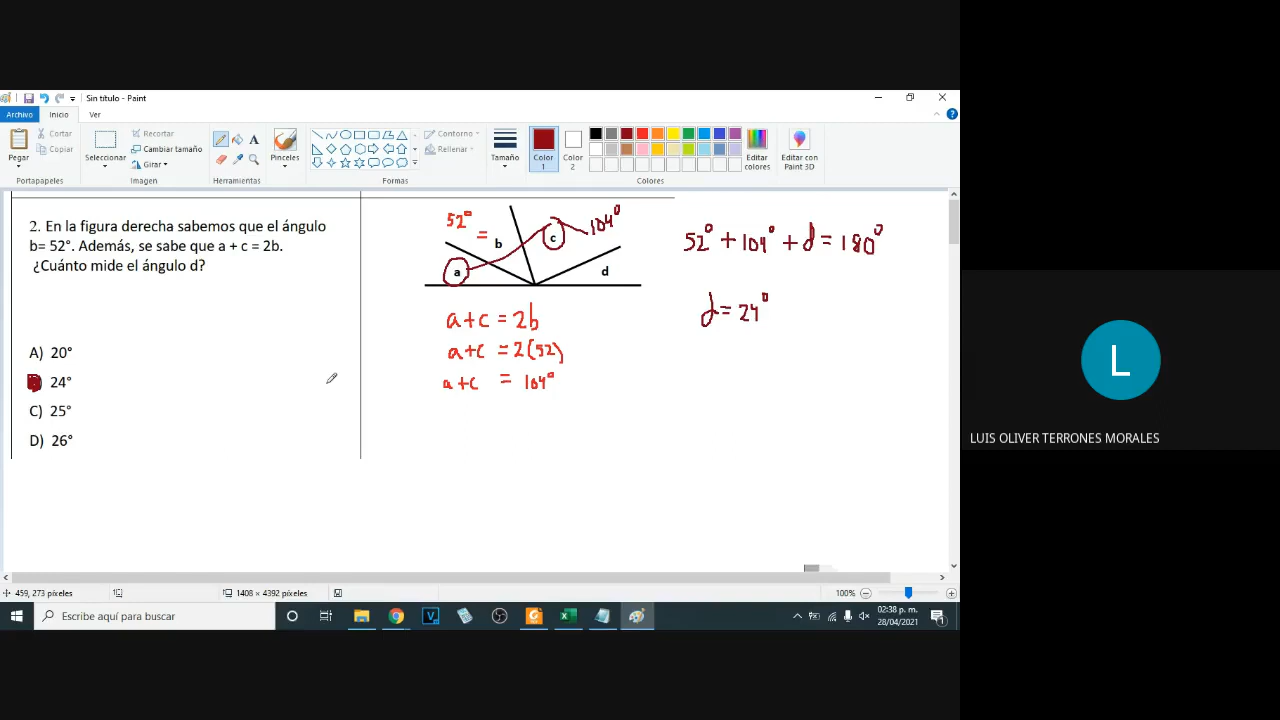 Sin título - Paint
Archivo
Inicio
Ver
Pegar
Cortar
Copiar
Portapapeles
Seleccionar
Recortar
Cambiar tamaño
Girar
Imagen
A
Herramientas
Pinceles
Contorno
Rellenar
Formas
Tamaño
Color 1
Color 2
Editar colores
Editar con Paint 3D
Colores
2. En la figura derecha sabemos que el ángulo
b= 52°. Además, se sabe que a + c = 2b.
¿Cuánto mide el ángulo d?
A) 20°
24°
C) 25°
D) 26°
52° =
a
b
c
d
104°
a+c = 2b
a+c = 2(52)
a+c = 104°
52° + 104° + d = 180°
d = 24°
L
LUIS OLIVER TERRONES MORALES
459, 273 píxeles
1408 × 4392 píxeles
100%
Escribe aquí para buscar
02:38 p. m.
28/04/2021